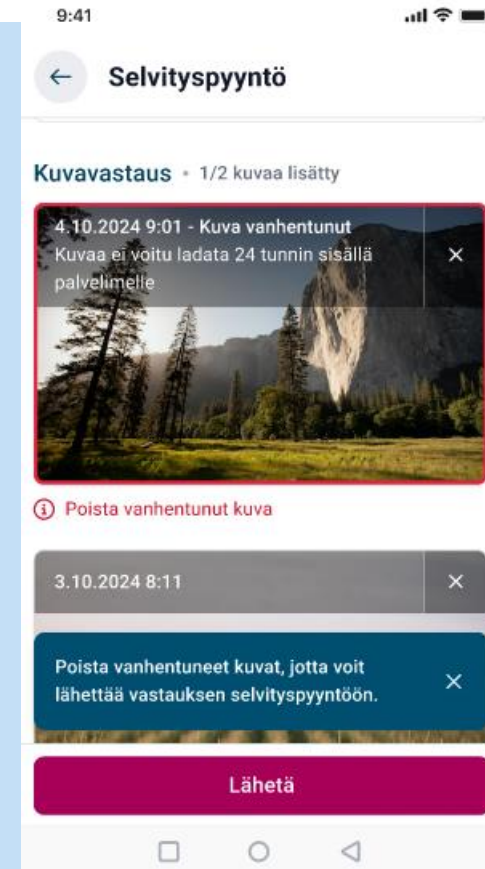 9:41
Selvityspyyntö
Kuvavastaus • 1/2 kuvaa lisätty
4.10.2024 9:01 - Kuva vanhentunut
Kuvaa ei voitu ladata 24 tunnin sisällä
palvelimelle
Poista vanhentunut kuva
3.10.2024 8:11
Poista vanhentuneet kuvat, jotta voit
lähettää vastauksen selvityspyyntöön.
Lähetä